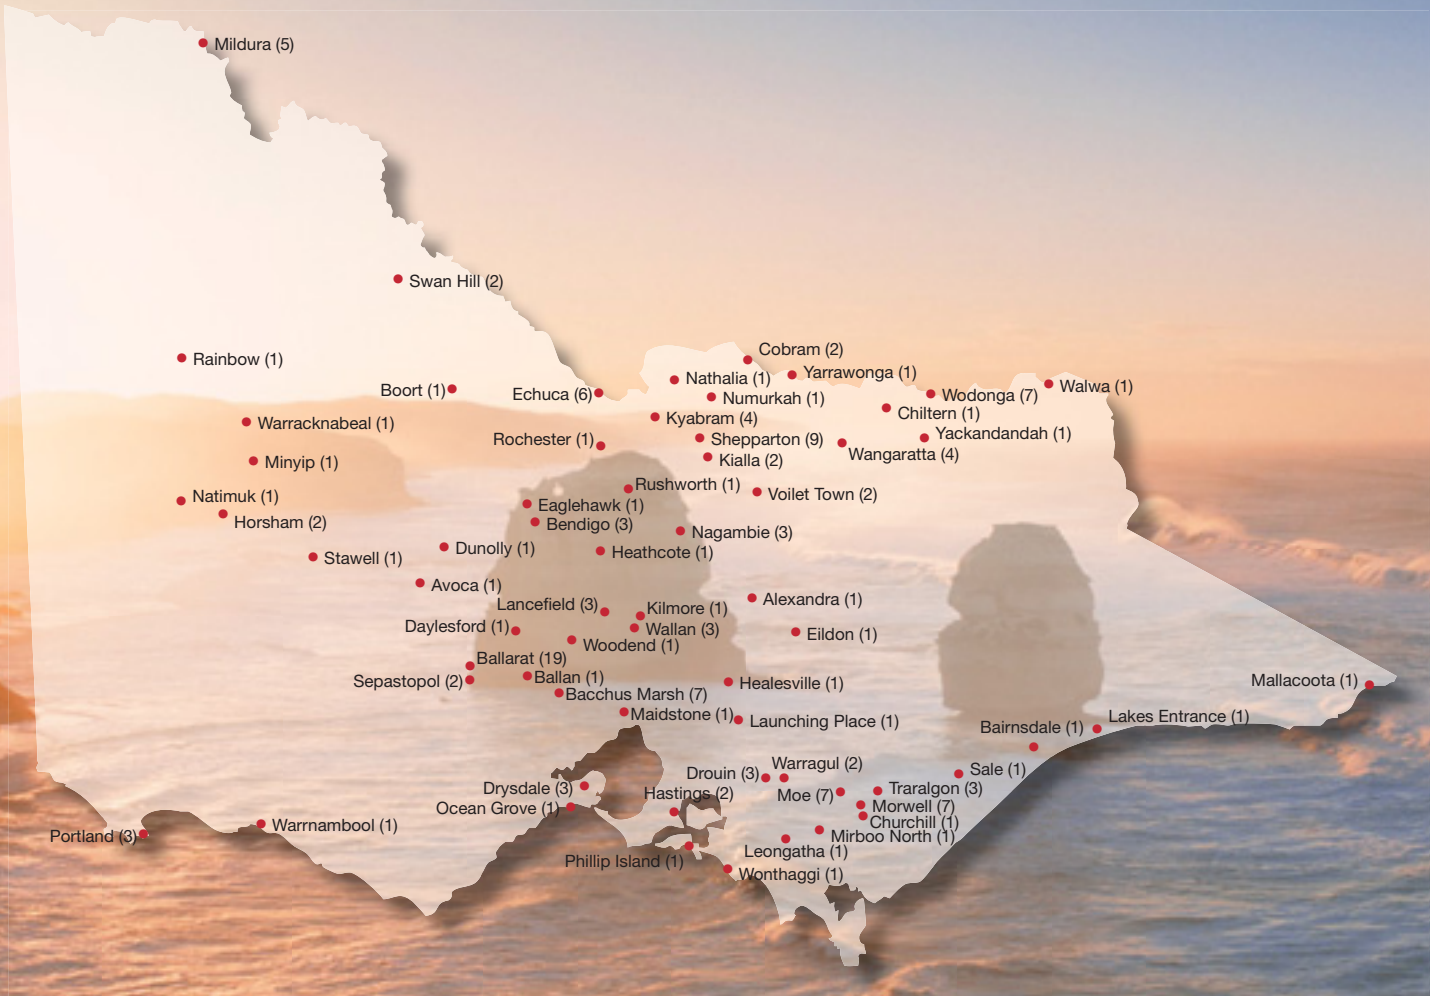 Mildura (5)
Swan Hill (2)
Cobram (2)
Rainbow (1)
Yarrawonga (1)
Nathalia (1)
Walwa (1)
Boort (1)
Echuca (6)
Numurkah (1)
Wodonga (7)
Chiltern (1)
Kyabram (4)
Warracknabeal (1)
Yackandandah (1)
Rochester (1)
Shepparton (9)
Wangaratta (4)
Kialla (2)
Minyip (1)
Rushworth (1)
Voilet Town (2)
Natimuk (1)
Eaglehawk (1)
Horsham (2)
Bendigo (3)
Nagambie (3)
Dunolly (1)
Heathcote (1)
Stawell (1)
Avoca (1)
Alexandra (1)
Lancefield (3)
Kilmore (1)
Daylesford (1)
Wallan (3)
Eildon (1)
Woodend (1)
Ballarat (19)
Ballan (1)
Sepastopol (2)
Healesville (1)
Mallacoota (1)
Bacchus Marsh (7)
Maidstone (1)
Launching Place (1)
Lakes Entrance (1)
Bairnsdale (1)
Warragul (2)
Sale (1)
Drouin (3)
Drysdale (3)
Traralgon (3)
Hastings (2)
Moe (7)
Ocean Grove (1)
Morwell (7)
Churchill (1)
Warrnambool (1)
Portland (3)
Mirboo North (1)
Leongatha (1)
Phillip Island (1)
Wonthaggi (1)